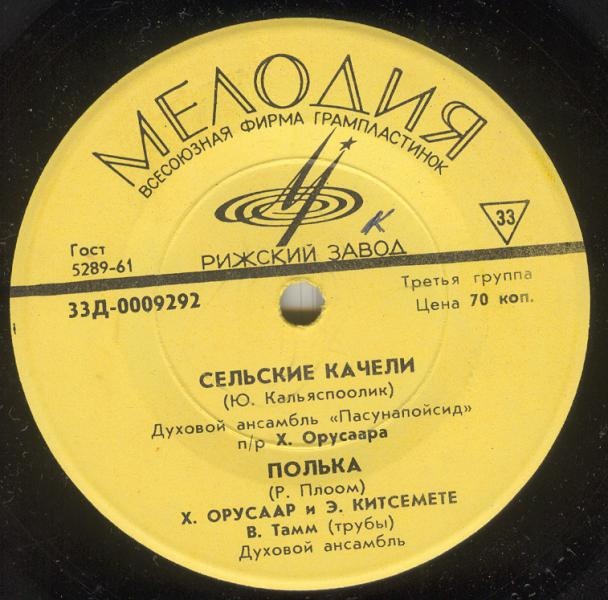 МЕЛОДИЯ
ВСЕСОЮЗНАЯ ФИРМА ГРАМПЛАСТИНОК
К
33
РИЖСКИЙ ЗАВОД
Гост
5289-61
33Д-0009292
Третья группа
Цена 70 коп.
СЕЛЬСКИЕ КАЧЕЛИ
(Ю. Кальяспоолик)
Духовой ансамбль «Пасунапойсид»
п/р Х. Орусаара
ПОЛЬКА
(Р. Плоом)
Х. ОРУСААР и Э. КИТСЕМЕТЕ
В. Тамм (трубы)
Духовой ансамбль